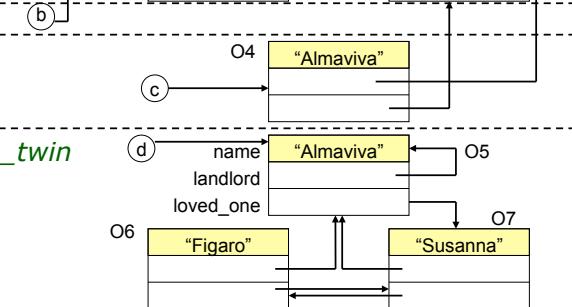 b
O4
“Almaviva”
c
_twin
d
name
“Almaviva”
O5
landlord
loved_one
O6
O7
“Figaro”
“Susanna”